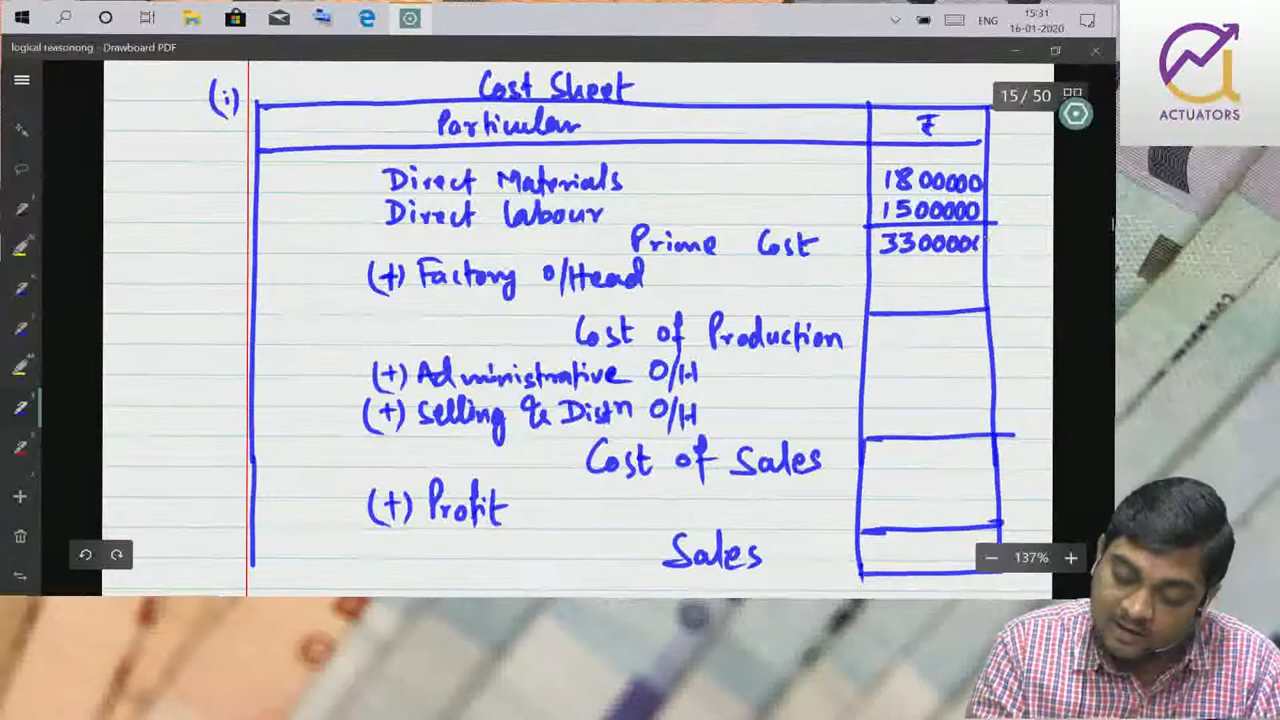 15:31
ENG
16-01-2020
logical reasonong - Drawboard PDF
15 / 50
ACTUATORS
(i) Cost Sheet
Particular ₹
Direct Materials 1800000
Direct Labour 1500000
Prime Cost 3300000
(+) Factory O/Head
Cost of Production
(+) Administrative O/H
(+) Selling & Distn O/H
Cost of Sales
(+) Profit
Sales
137%